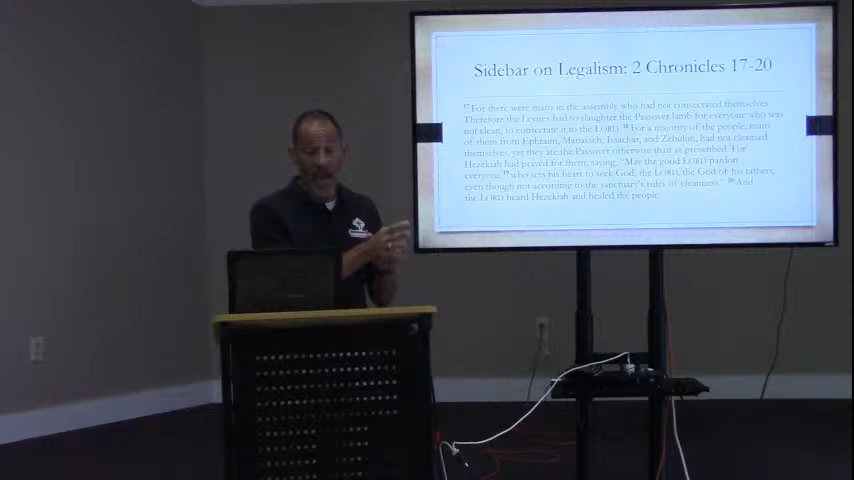 Sidebar on Legalism: 2 Chronicles 17-20
17 For there were many in the assembly who had not consecrated themselves
Therefore the Levites had to slaughter the Passover lamb for everyone who was
not clean, to consecrate it to the LORD. 18 For a majority of the people, many
of them from Ephraim, Manasseh, Issachar, and Zebulun, had not cleansed
themselves, yet they ate the Passover otherwise than as prescribed. For
Hezekiah had prayed for them, saying, "May the good LORD pardon
everyone 19 who sets his heart to seek God, the LORD, the God of his fathers,
even though not according to the sanctuary's rules of cleanness." 20 And
the LORD heard Hezekiah and healed the people